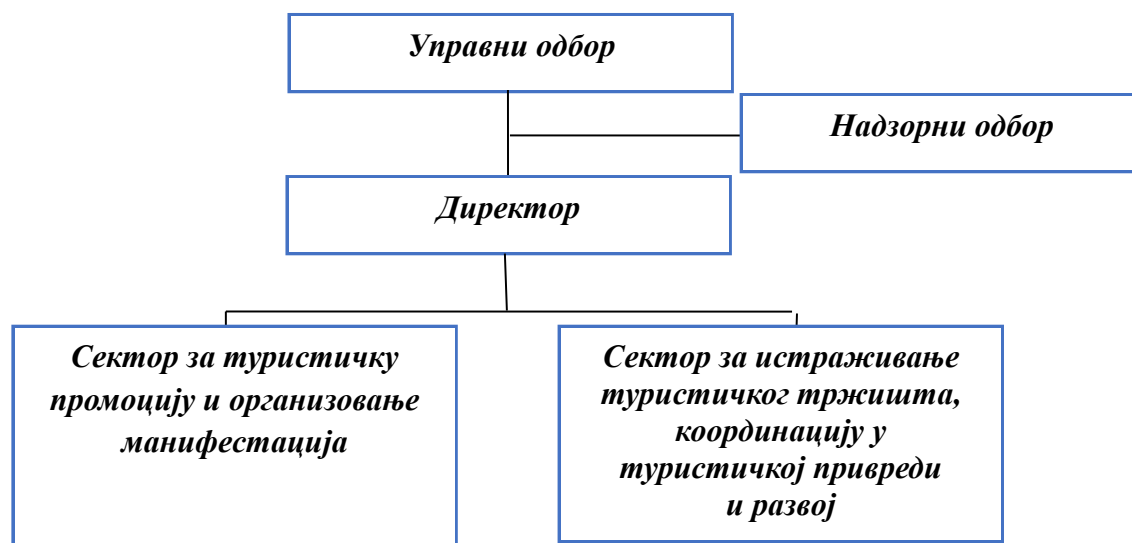 Управни одбор
Надзорни одбор
Директор
Сектор за туристичку
промоцију и организовање
манифестација
Сектор за истраживање
туристичког тржишта,
координацију у
туристичкој привреди
и развој